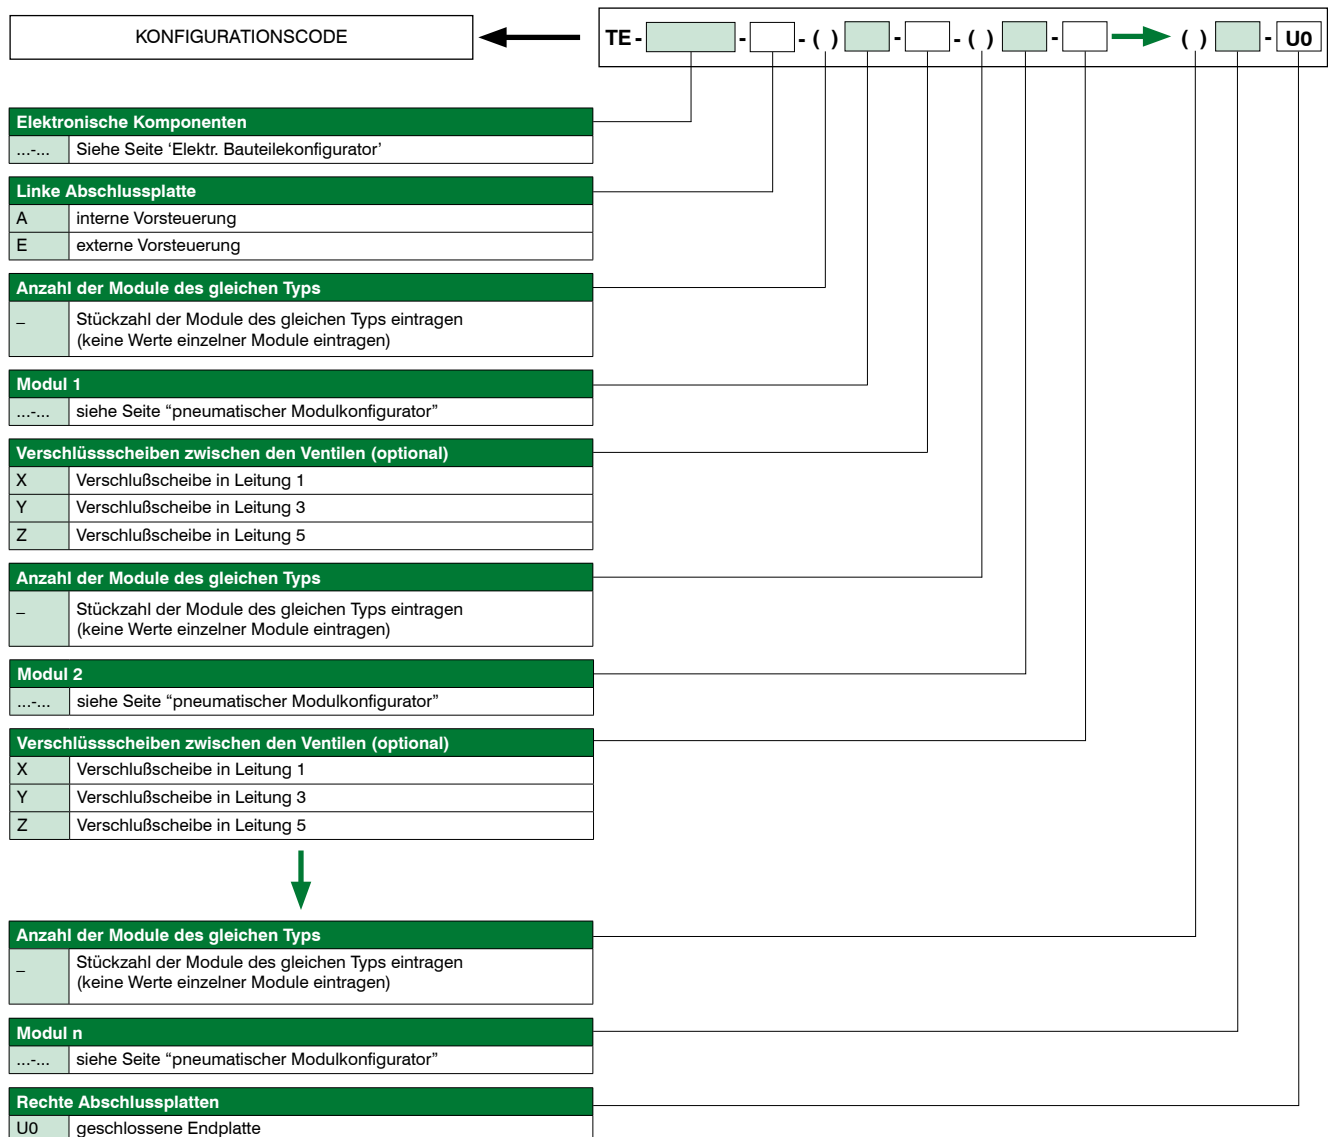 KONFIGURATIONSCODE
TE - - - ( ) - - ( ) - ( ) - U0
Elektronische Komponenten
...-... Siehe Seite ‘Elektr. Bauteilekonfigurator’
Linke Abschlussplatte
A interne Vorsteuerung
E externe Vorsteuerung
Anzahl der Module des gleichen Typs
_ Stückzahl der Module des gleichen Typs eintragen
(keine Werte einzelner Module eintragen)
Modul 1
...-... siehe Seite “pneumatischer Modulkonfigurator”
Verschlüssscheiben zwischen den Ventilen (optional)
X Verschlußscheibe in Leitung 1
Y Verschlußscheibe in Leitung 3
Z Verschlußscheibe in Leitung 5
Anzahl der Module des gleichen Typs
_ Stückzahl der Module des gleichen Typs eintragen
(keine Werte einzelner Module eintragen)
Modul 2
...-... siehe Seite “pneumatischer Modulkonfigurator”
Verschlüssscheiben zwischen den Ventilen (optional)
X Verschlußscheibe in Leitung 1
Y Verschlußscheibe in Leitung 3
Z Verschlußscheibe in Leitung 5
Anzahl der Module des gleichen Typs
_ Stückzahl der Module des gleichen Typs eintragen
(keine Werte einzelner Module eintragen)
Modul n
...-... siehe Seite “pneumatischer Modulkonfigurator”
Rechte Abschlussplatten
U0 geschlossene Endplatte